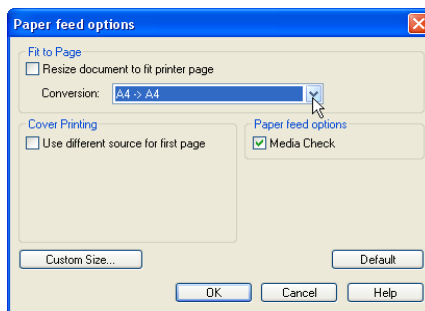 Paper feed options
Fit to Page
Resize document to fit printer page
Conversion: A4 -> A4
Cover Printing
Use different source for first page
Paper feed options
Media Check
Custom Size...
Default
OK
Cancel
Help